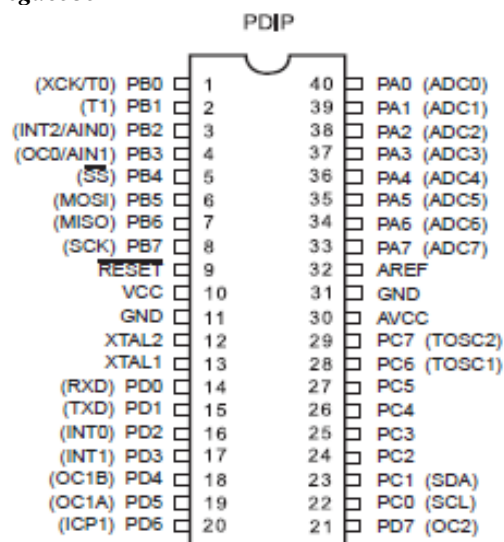 PDIP
(XCK/T0) PB0 1 40 PA0 (ADC0)
(T1) PB1 2 39 PA1 (ADC1)
(INT2/AIN0) PB2 3 38 PA2 (ADC2)
(OC0/AIN1) PB3 4 37 PA3 (ADC3)
(SS) PB4 5 36 PA4 (ADC4)
(MOSI) PB5 6 35 PA5 (ADC5)
(MISO) PB6 7 34 PA6 (ADC6)
(SCK) PB7 8 33 PA7 (ADC7)
RESET 9 32 AREF
VCC 10 31 GND
GND 11 30 AVCC
XTAL2 12 29 PC7 (TOSC2)
XTAL1 13 28 PC6 (TOSC1)
(RXD) PD0 14 27 PC5
(TXD) PD1 15 26 PC4
(INT0) PD2 16 25 PC3
(INT1) PD3 17 24 PC2
(OC1B) PD4 18 23 PC1 (SDA)
(OC1A) PD5 19 22 PC0 (SCL)
(ICP1) PD6 20 21 PD7 (OC2)